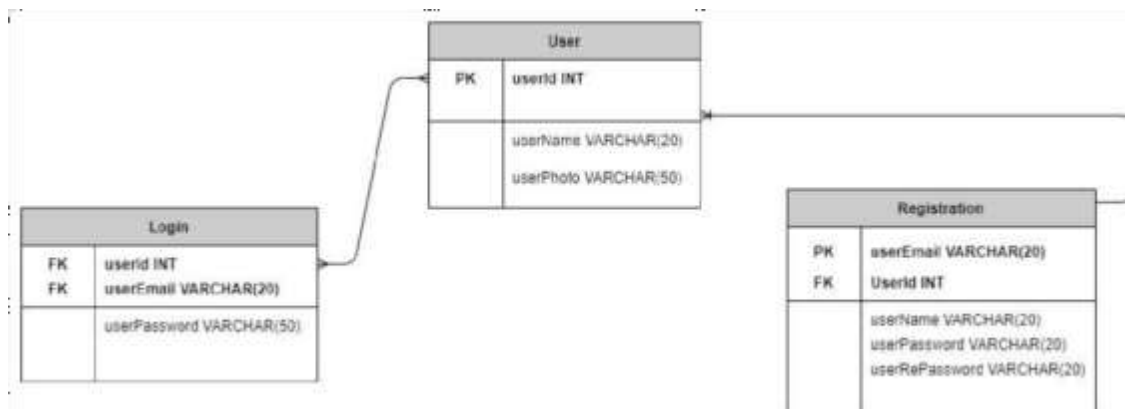 User
PK userId INT
userName VARCHAR(20)
userPhoto VARCHAR(50)
Login
FK userId INT
FK userEmail VARCHAR(20)
userPassword VARCHAR(50)
Registration
PK userEmail VARCHAR(20)
FK UserId INT
userName VARCHAR(20)
userPassword VARCHAR(20)
userRePassword VARCHAR(20)